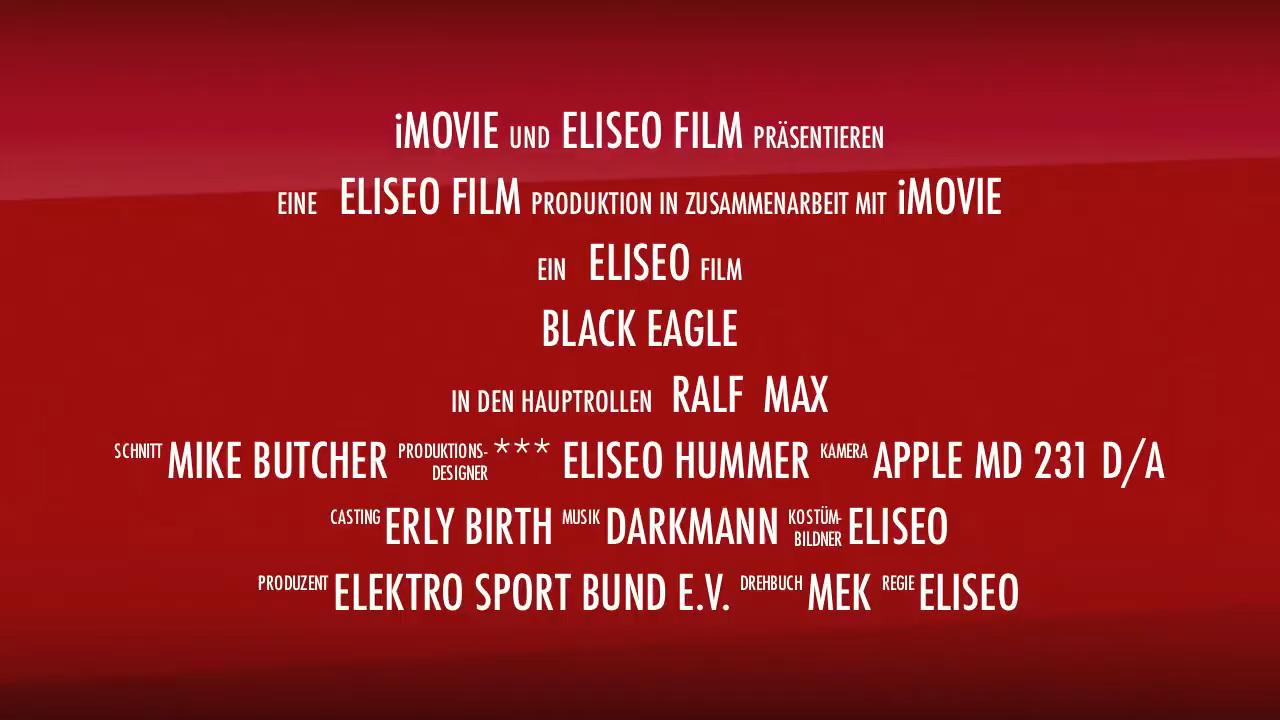 iMOVIE UND ELISEO FILM PRÄSENTIEREN
EINE ELISEO FILM PRODUKTION IN ZUSAMMENARBEIT MIT iMOVIE
EIN ELISEO FILM
BLACK EAGLE
IN DEN HAUPTROLLEN RALF MAX
SCHNITT MIKE BUTCHER PRODUKTIONS-DESIGNER *** ELISEO HUMMER KAMERA APPLE MD 231 D/A
CASTING ERLY BIRTH MUSIK DARKMANN KOSTÜM-BILDNER ELISEO
PRODUZENT ELEKTRO SPORT BUND E.V. DREHBUCH MEK REGIE ELISEO